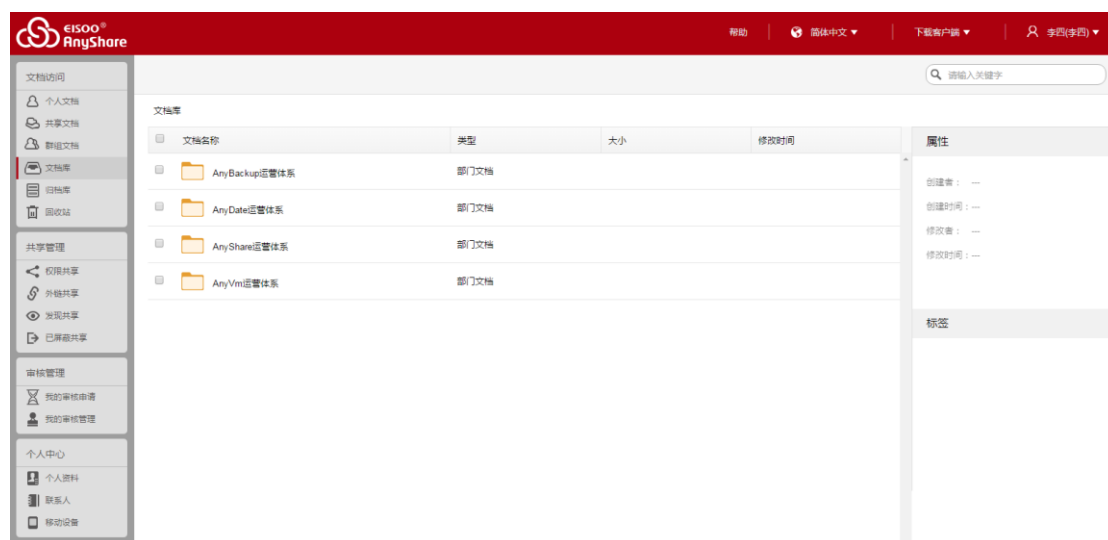 EISOO®
AnyShare
帮助 简体中文 ▼ 下载客户端 ▼ 李四(李四) ▼
请输入关键字
文档访问
个人文档
共享文档
群组文档
文档库
归档库
回收站
共享管理
权限共享
外链共享
发现共享
已屏蔽共享
审核管理
我的审核申请
我的审核管理
个人中心
个人资料
联系人
移动设备
文档库
文档名称 类型 大小 修改时间
AnyBackup运营体系 部门文档
AnyDate运营体系 部门文档
AnyShare运营体系 部门文档
AnyVm运营体系 部门文档
属性
创建者： —
创建时间：—
修改者： —
修改时间：—
标签